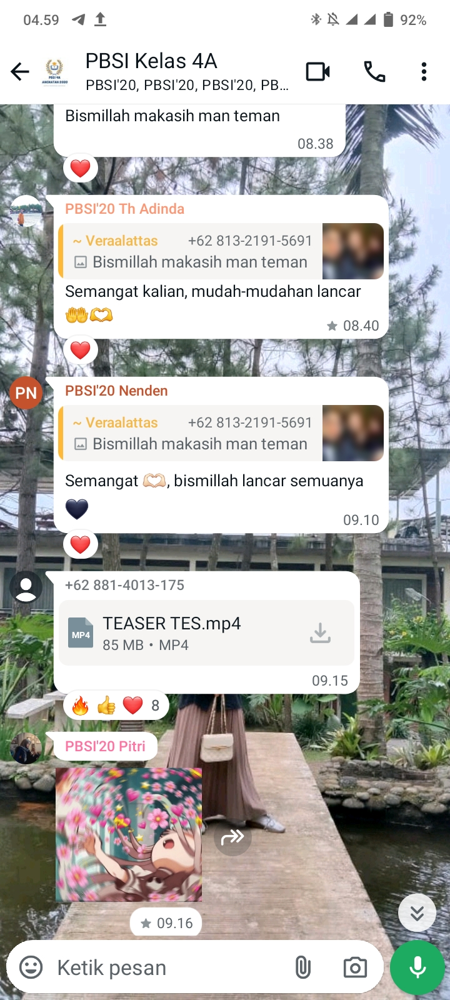 04.59
92%
PBSI Kelas 4A
PBSI'20, PBSI'20, PBSI'20, PB...
PBSI 4A
ANGKATAN 2020
Bismillah makasih man teman
08.38
PBSI'20 Th Adinda
~ Veraalattas +62 813-2191-5691
Bismillah makasih man teman
Semangat kalian, mudah-mudahan lancar
🤲🫶
08.40
PN
PBSI'20 Nenden
~ Veraalattas +62 813-2191-5691
Bismillah makasih man teman
Semangat 🫶🏻, bismillah lancar semuanya
🖤
09.10
+62 881-4013-175
MP4
TEASER TES.mp4
85 MB • MP4
09.15
🔥👍❤️ 8
PBSI'20 Pitri
09.16
Ketik pesan